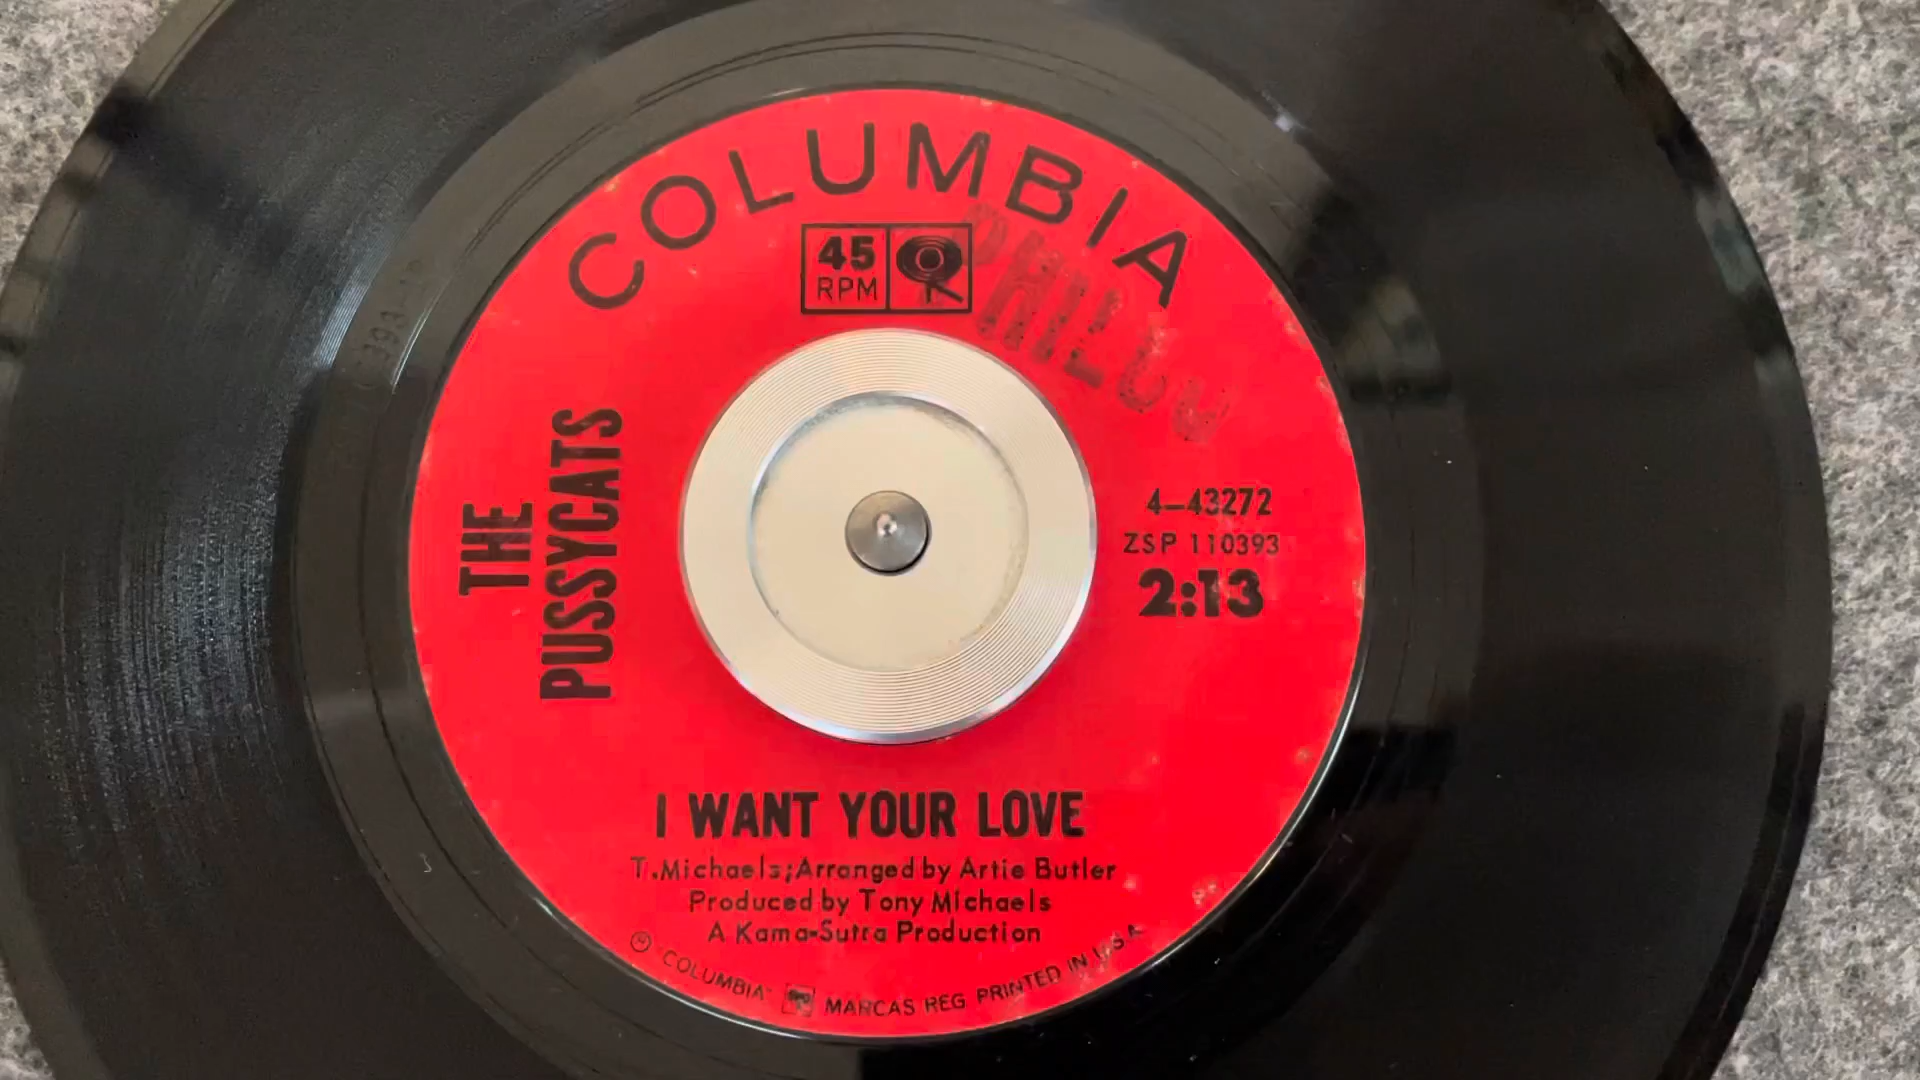 COLUMBIA
45
RPM
PHILCO
THE
PUSSYCATS
4-43272
ZSP 110393
2:13
I WANT YOUR LOVE
T.Michaels;Arranged by Artie Butler
Produced by Tony Michaels
A Kama-Sutra Production
"COLUMBIA" MARCAS REG PRINTED IN U.S.A.